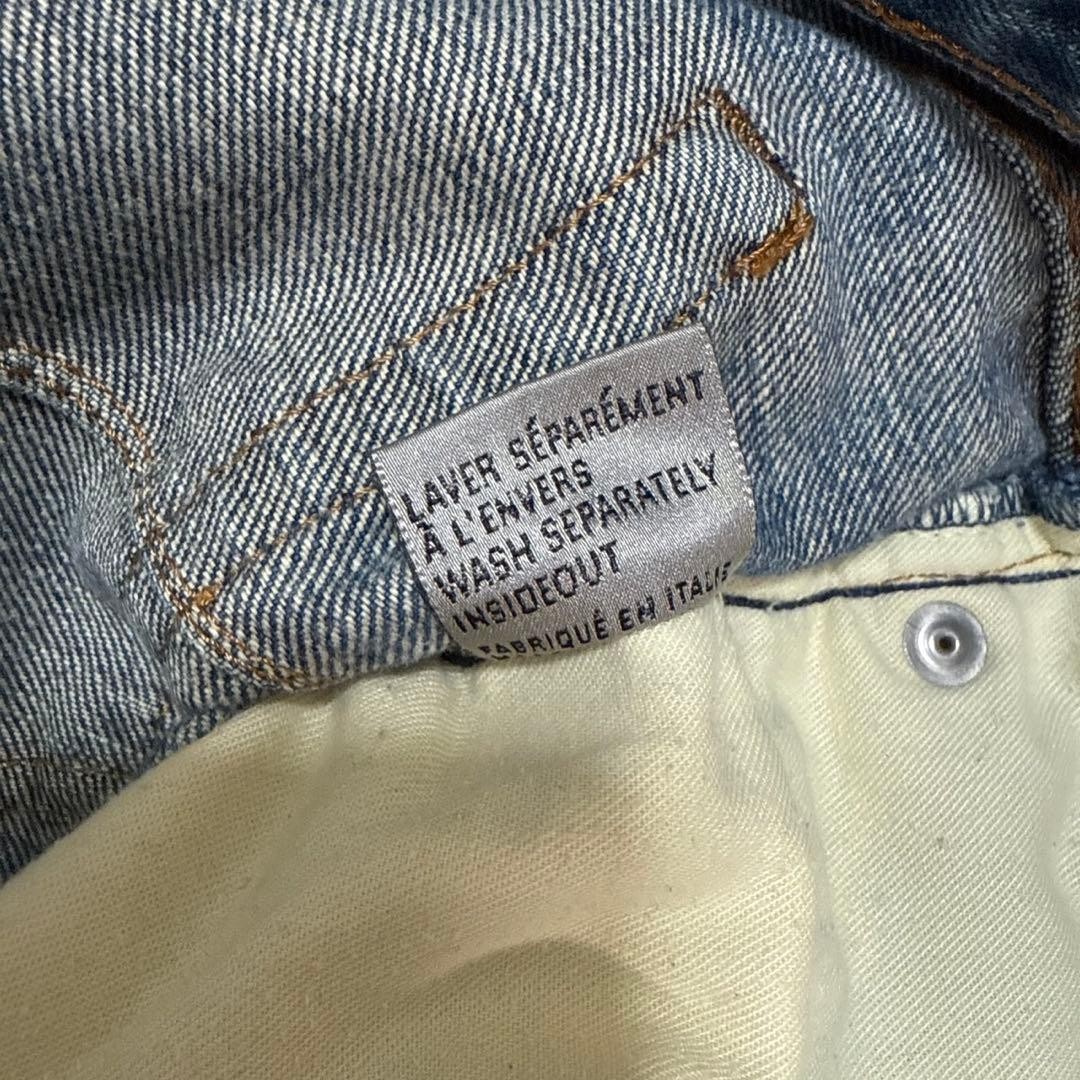 LAVER SÉPARÉMENT
À L'ENVERS
WASH SEPARATELY
INSIDEOUT
FABRIQUÉ EN ITALIE